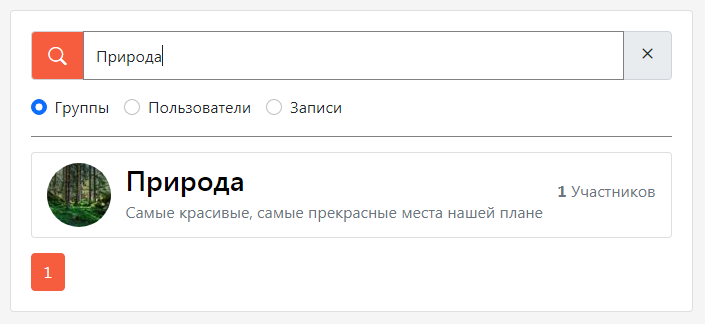 Природа
Группы Пользователи Записи
Природа
1 Участников
Самые красивые, самые прекрасные места нашей плане
1